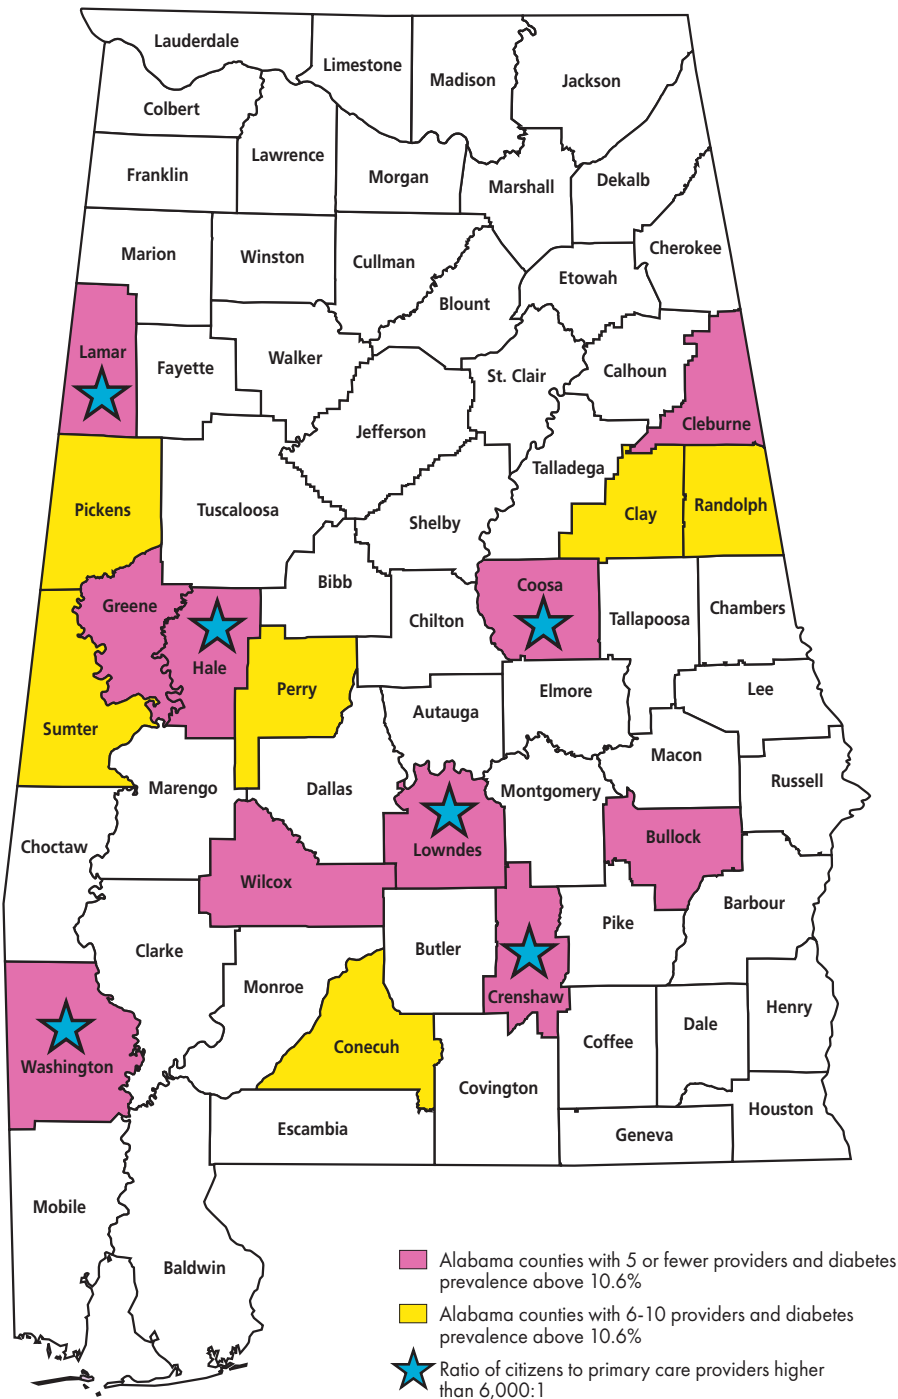 Lauderdale
Limestone
Madison
Jackson
Colbert
Lawrence
Franklin
Morgan
Marshall
Dekalb
Marion
Winston
Cullman
Cherokee
Etowah
Blount
Lamar
Fayette
Walker
St. Clair
Calhoun
Jefferson
Cleburne
Talladega
Pickens
Tuscaloosa
Shelby
Clay
Randolph
Bibb
Coosa
Greene
Chilton
Tallapoosa
Chambers
Hale
Perry
Elmore
Lee
Autauga
Sumter
Macon
Marengo
Dallas
Montgomery
Russell
Choctaw
Lowndes
Bullock
Wilcox
Barbour
Clarke
Butler
Pike
Monroe
Crenshaw
Henry
Conecuh
Coffee
Dale
Washington
Covington
Houston
Escambia
Geneva
Mobile
Baldwin
Alabama counties with 5 or fewer providers and diabetes
prevalence above 10.6%
Alabama counties with 6-10 providers and diabetes
prevalence above 10.6%
Ratio of citizens to primary care providers higher
than 6,000:1